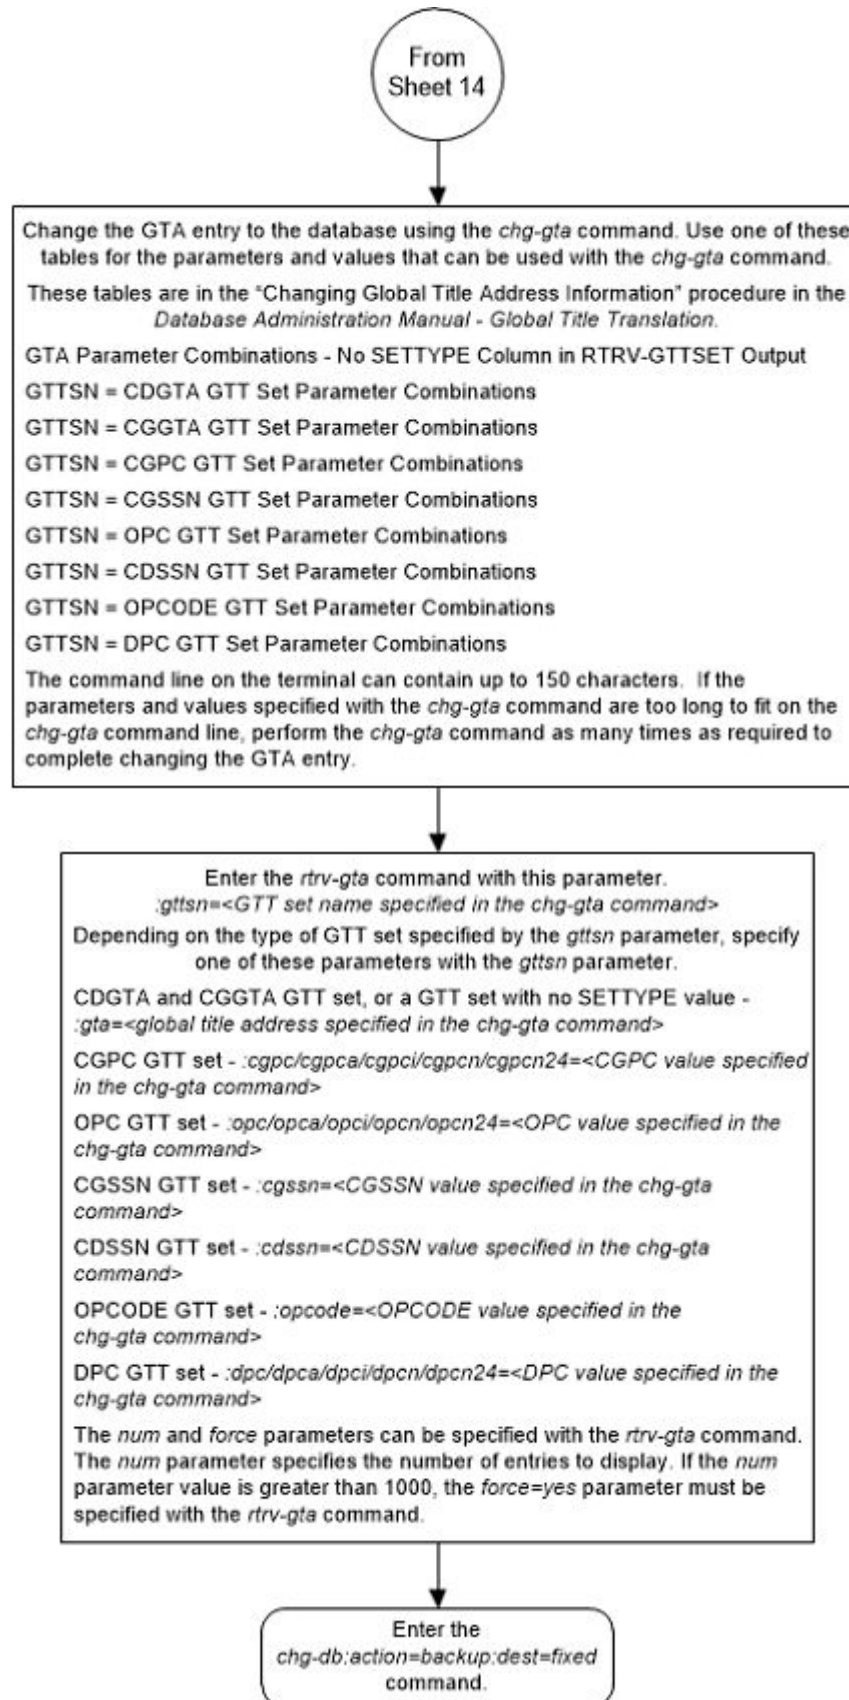 From
Sheet 14
Change the GTA entry to the database using the chg-gta command. Use one of these
tables for the parameters and values that can be used with the chg-gta command.
These tables are in the "Changing Global Title Address Information" procedure in the
Database Administration Manual - Global Title Translation.
GTA Parameter Combinations - No SETTYPE Column in RTRV-GTTSET Output
GTTSN = CDGTA GTT Set Parameter Combinations
GTTSN = CGGTA GTT Set Parameter Combinations
GTTSN = CGPC GTT Set Parameter Combinations
GTTSN = CGSSN GTT Set Parameter Combinations
GTTSN = OPC GTT Set Parameter Combinations
GTTSN = CDSSN GTT Set Parameter Combinations
GTTSN = OPCODE GTT Set Parameter Combinations
GTTSN = DPC GTT Set Parameter Combinations
The command line on the terminal can contain up to 150 characters. If the
parameters and values specified with the chg-gta command are too long to fit on the
chg-gta command line, perform the chg-gta command as many times as required to
complete changing the GTA entry.
Enter the rtrv-gta command with this parameter.
:gttsn=<GTT set name specified in the chg-gta command>
Depending on the type of GTT set specified by the gttsn parameter, specify
one of these parameters with the gttsn parameter.
CDGTA and CGGTA GTT set, or a GTT set with no SETTYPE value -
:gta=<global title address specified in the chg-gta command>
CGPC GTT set - :cgpc/cgpca/cgpci/cgpcn/cgpcn24=<CGPC value specified
in the chg-gta command>
OPC GTT set - :opc/opca/opci/opcn/opcn24=<OPC value specified in the
chg-gta command>
CGSSN GTT set - :cgssn=<CGSSN value specified in the chg-gta
command>
CDSSN GTT set - :cdssn=<CDSSN value specified in the chg-gta
command>
OPCODE GTT set - :opcode=<OPCODE value specified in the
chg-gta command>
DPC GTT set - :dpc/dpca/dpci/dpcn/dpcn24=<DPC value specified in the
chg-gta command>
The num and force parameters can be specified with the rtrv-gta command.
The num parameter specifies the number of entries to display. If the num
parameter value is greater than 1000, the force=yes parameter must be
specified with the rtrv-gta command.
Enter the
chg-db:action=backup:dest=fixed
command.